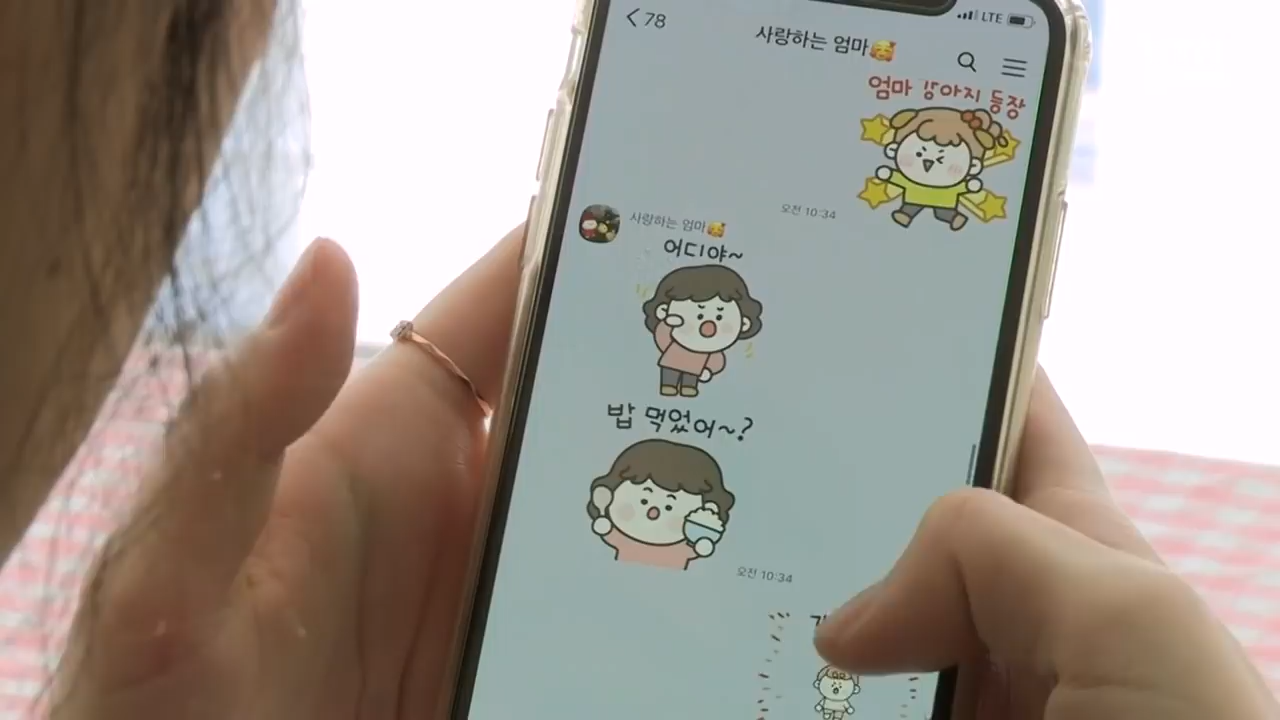 78
LTE
사랑하는 엄마🥰
엄마 강아지 등장
오전 10:34
사랑하는 엄마🥰
어디야~
밥 먹었어~?
오전 10:34